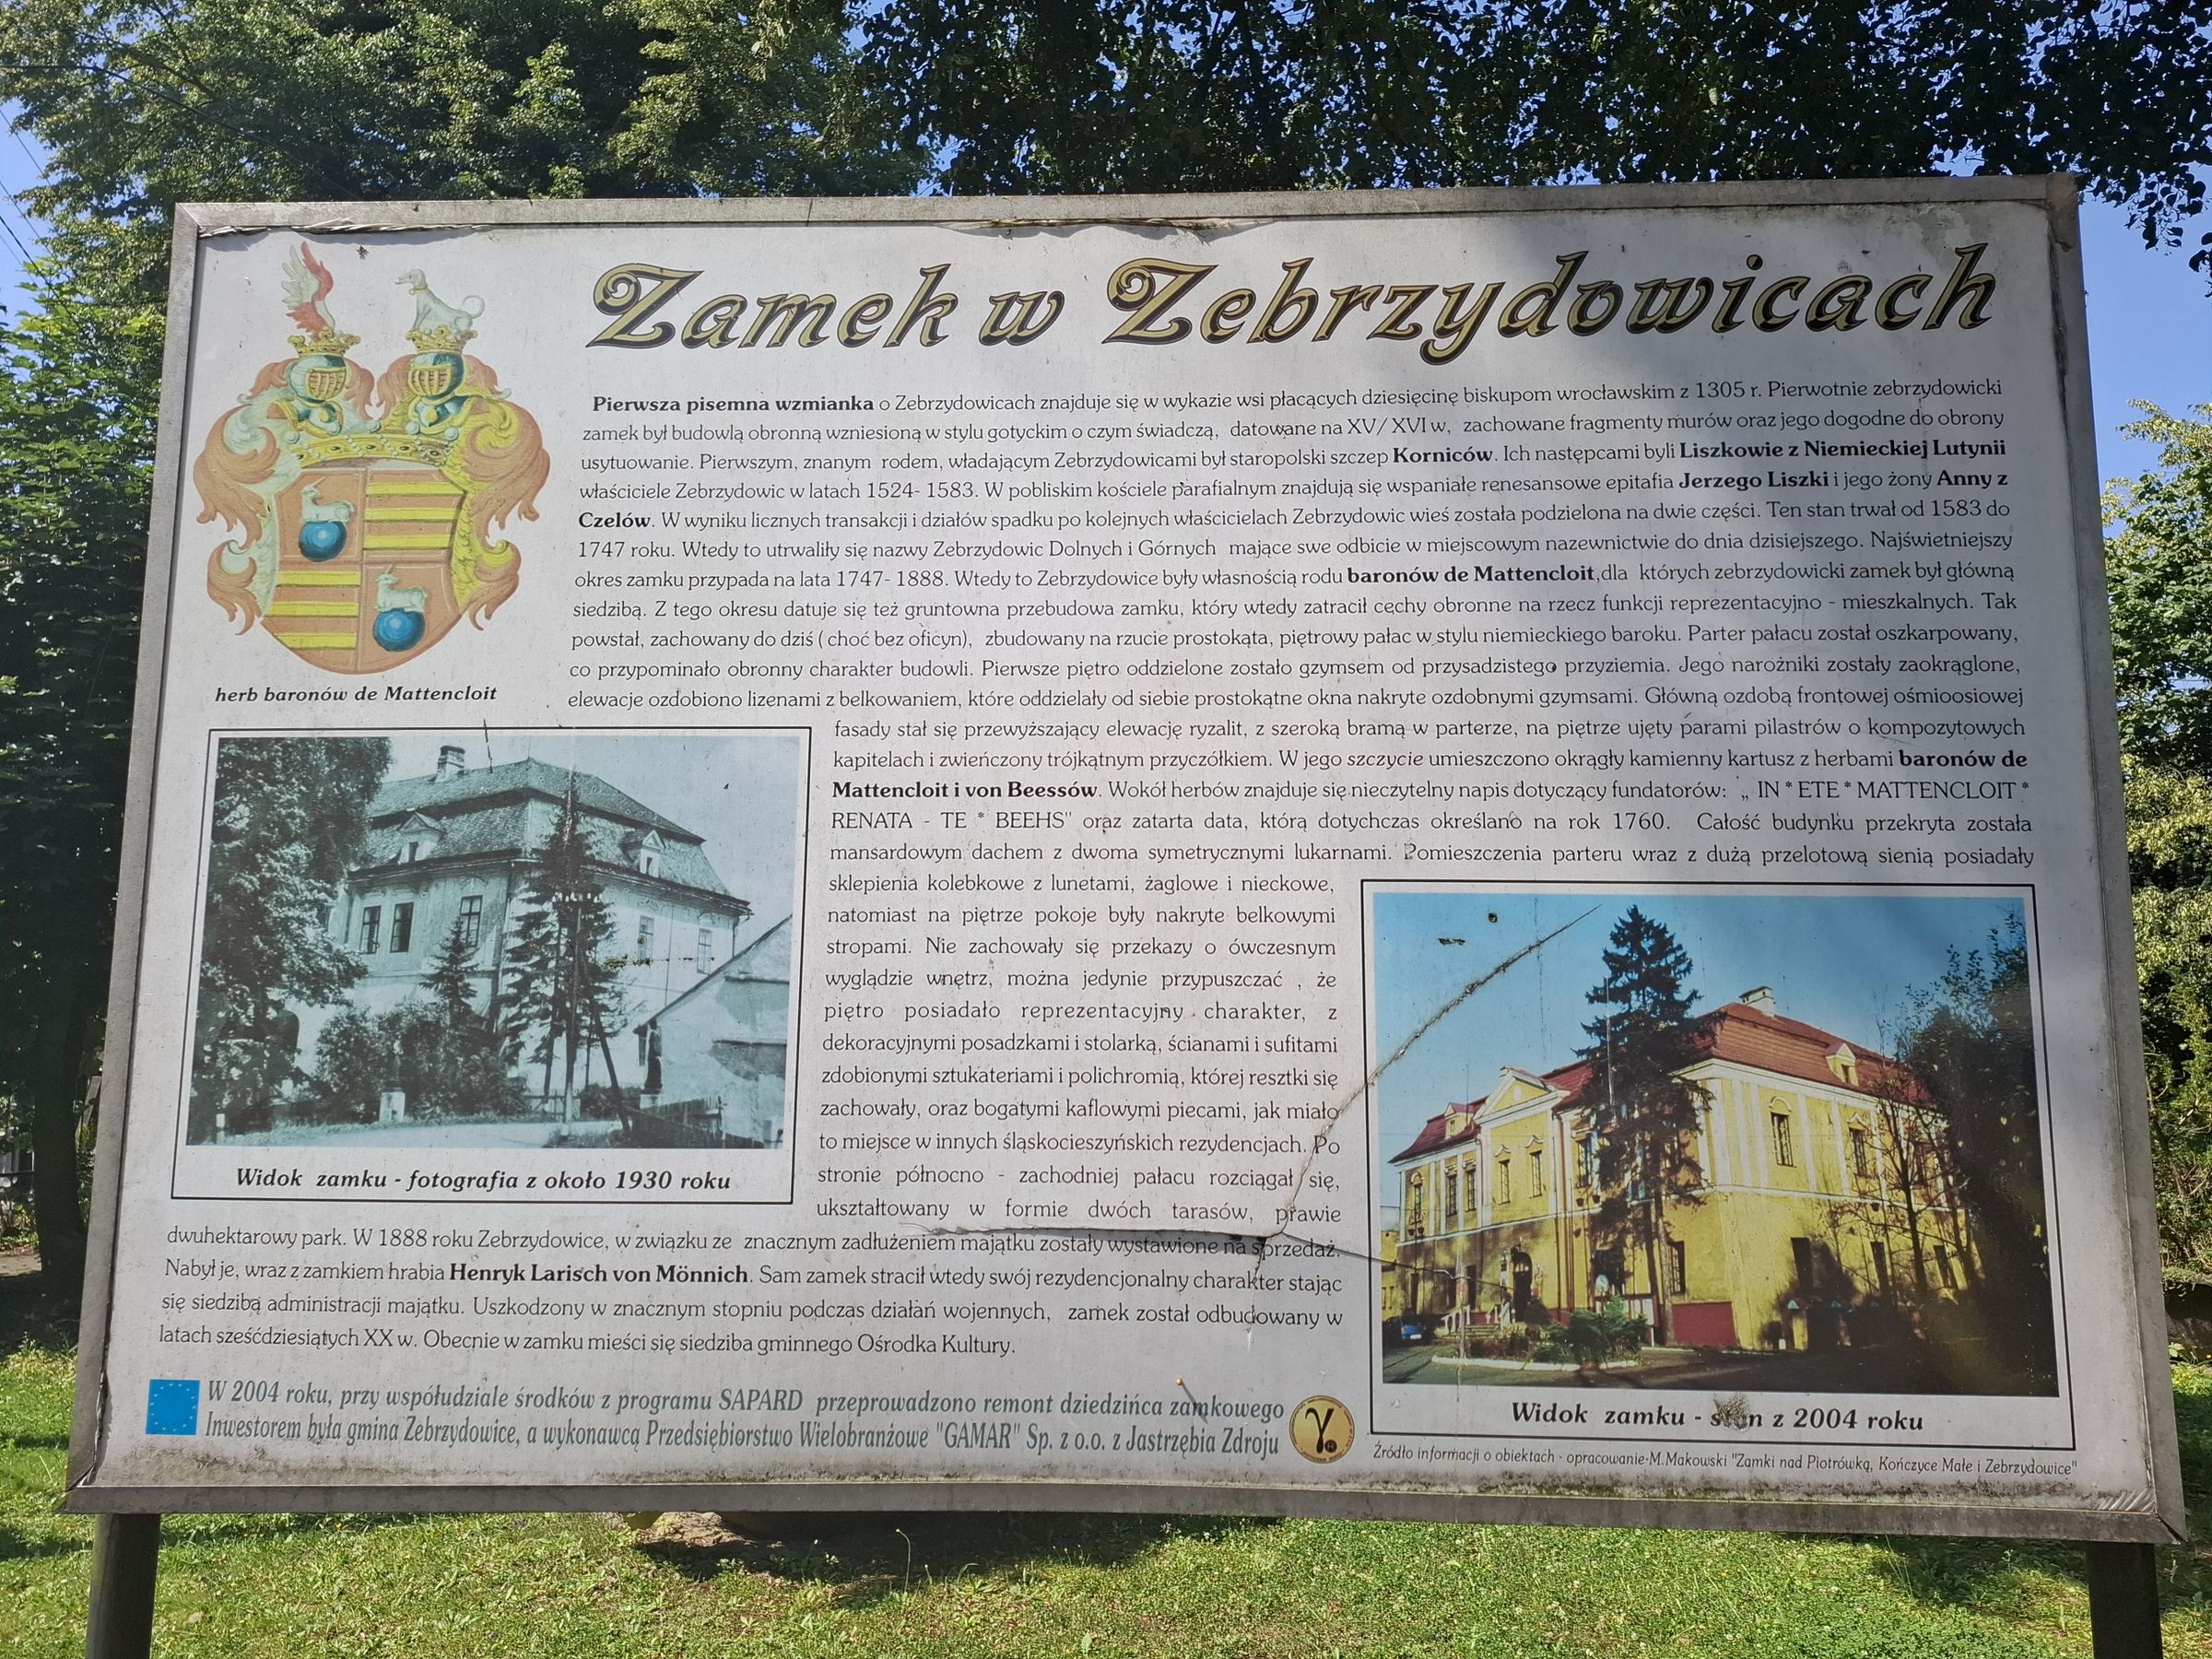 Zamek w Zebrzydowicach
Pierwsza pisemna wzmianka o Zebrzydowicach znajduje się w wykazie wsi płacących dziesięcinę biskupom wrocławskim z 1305 r. Pierwotnie zebrzydowicki
zamek był budowlą obronną wzniesioną w stylu gotyckim o czym świadczą, datowane na XV/ XVI w, zachowane fragmenty murów oraz jego dogodne do obrony
usytuowanie. Pierwszym, znanym rodem, władającym Zebrzydowicami był staropolski szczep Korniców. Ich następcami byli Liszkowie z Niemieckiej Lutynii
właściciele Zebrzydowic w latach 1524- 1583. W pobliskim kościele parafialnym znajdują się wspaniałe renesansowe epitafia Jerzego Liszki i jego żony Anny z
Czelów. W wyniku licznych transakcji i działów spadku po kolejnych właścicielach Zebrzydowic wieś została podzielona na dwie części. Ten stan trwał od 1583 do
1747 roku. Wtedy to utrwaliły się nazwy Zebrzydowic Dolnych i Górnych mające swe odbicie w miejscowym nazewnictwie do dnia dzisiejszego. Najświetniejszy
okres zamku przypada na lata 1747- 1888. Wtedy to Zebrzydowice były własnością rodu baronów de Mattencloit,dla których zebrzydowicki zamek był główną
siedzibą. Z tego okresu datuje się też gruntowna przebudowa zamku, który wtedy zatracił cechy obronne na rzecz funkcji reprezentacyjno - mieszkalnych. Tak
powstał, zachowany do dziś ( choć bez oficyn), zbudowany na rzucie prostokąta, piętrowy pałac w stylu niemieckiego baroku. Parter pałacu został oszkarpowany,
co przypominało obronny charakter budowli. Pierwsze piętro oddzielone zostało gzymsem od przysadzistego przyziemia. Jego narożniki zostały zaokrąglone,
elewacje ozdobiono lizenami z belkowaniem, które oddzielały od siebie prostokątne okna nakryte ozdobnymi gzymsami. Główną ozdobą frontowej ośmioosiowej
fasady stał się przewyższający elewację ryzalit, z szeroką bramą w parterze, na piętrze ujęty parami pilastrów o kompozytowych
kapitelach i zwieńczony trójkątnym przyczółkiem. W jego szczycie umieszczono okrągły kamienny kartusz z herbami baronów de
Mattencloit i von Beessów. Wokół herbów znajduje się nieczytelny napis dotyczący fundatorów: „ IN * ETE * MATTENCLOIT *
RENATA - TE * BEEHS" oraz zatarta data, którą dotychczas określano na rok 1760. Całość budynku przekryta została
mansardowym dachem z dwoma symetrycznymi lukarnami. Pomieszczenia parteru wraz z dużą przelotową sienią posiadały
sklepienia kolebkowe z lunetami, żaglowe i nieckowe,
natomiast na piętrze pokoje były nakryte belkowymi
stropami. Nie zachowały się przekazy o ówczesnym
wyglądzie wnętrz, można jedynie przypuszczać , że
piętro posiadało reprezentacyjny charakter, z
dekoracyjnymi posadzkami i stolarką, ścianami i sufitami
zdobionymi sztukateriami i polichromią, której resztki się
zachowały, oraz bogatymi kaflowymi piecami, jak miało
to miejsce w innych śląskocieszyńskich rezydencjach. Po
stronie północno - zachodniej pałacu rozciągał się,
ukształtowany w formie dwóch tarasów, prawie
dwuhektarowy park. W 1888 roku Zebrzydowice, w związku ze znacznym zadłużeniem majątku zostały wystawione na sprzedaż.
Nabył je, wraz z zamkiem hrabia Henryk Larisch von Mönnich. Sam zamek stracił wtedy swój rezydencjonalny charakter stając
się siedzibą administracji majątku. Uszkodzony w znacznym stopniu podczas działań wojennych, zamek został odbudowany w
latach sześćdziesiątych XX w. Obecnie w zamku mieści się siedziba gminnego Ośrodka Kultury.
herb baronów de Mattencloit
Widok zamku - fotografia z około 1930 roku
Widok zamku - stan z 2004 roku
W 2004 roku, przy współudziale środków z programu SAPARD przeprowadzono remont dziedzińca zamkowego
Inwestorem była gmina Zebrzydowice, a wykonawcą Przedsiębiorstwo Wielobranżowe "GAMAR" Sp. z o.o. z Jastrzębia Zdroju
Źródło informacji o obiektach - opracowanie-M.Makowski "Zamki nad Piotrówką, Kończyce Małe i Zebrzydowice"